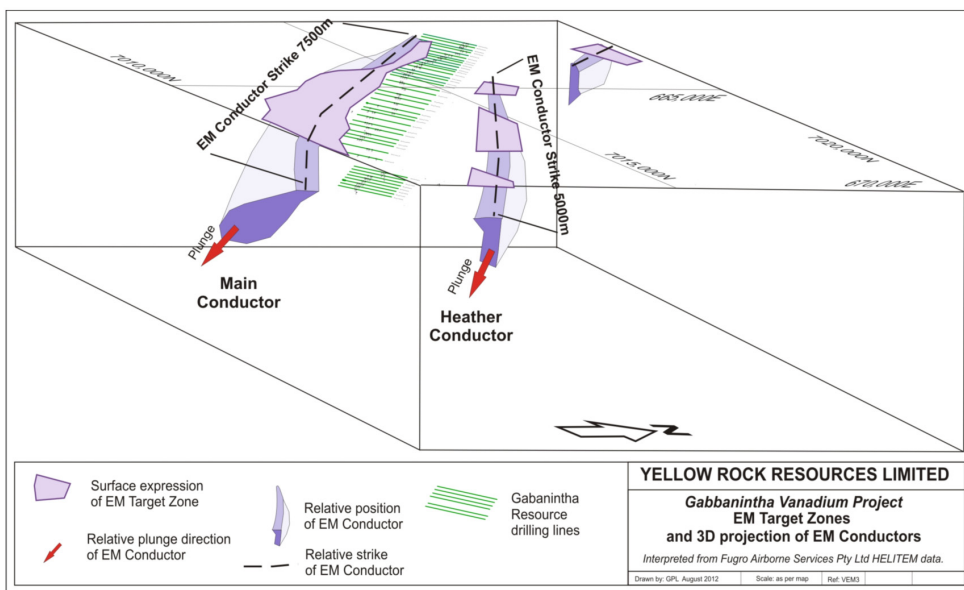 EM Conductor Strike 7500m
EM Conductor Strike 5000m
7010,000N
665,000E
7015,000N
7020,000N
670,000E
Plunge
Main
Conductor
Plunge
Heather
Conductor
N
Surface expression
of EM Target Zone
Relative plunge direction
of EM Conductor
Relative position
of EM Conductor
Relative strike
of EM Conductor
Gabanintha
Resource
drilling lines
YELLOW ROCK RESOURCES LIMITED
Gabbanintha Vanadium Project
EM Target Zones
and 3D projection of EM Conductors
Interpreted from Fugro Airborne Services Pty Ltd HELITEM data.
Drawn by: GPL August 2012 Scale: as per map Ref: VEM3